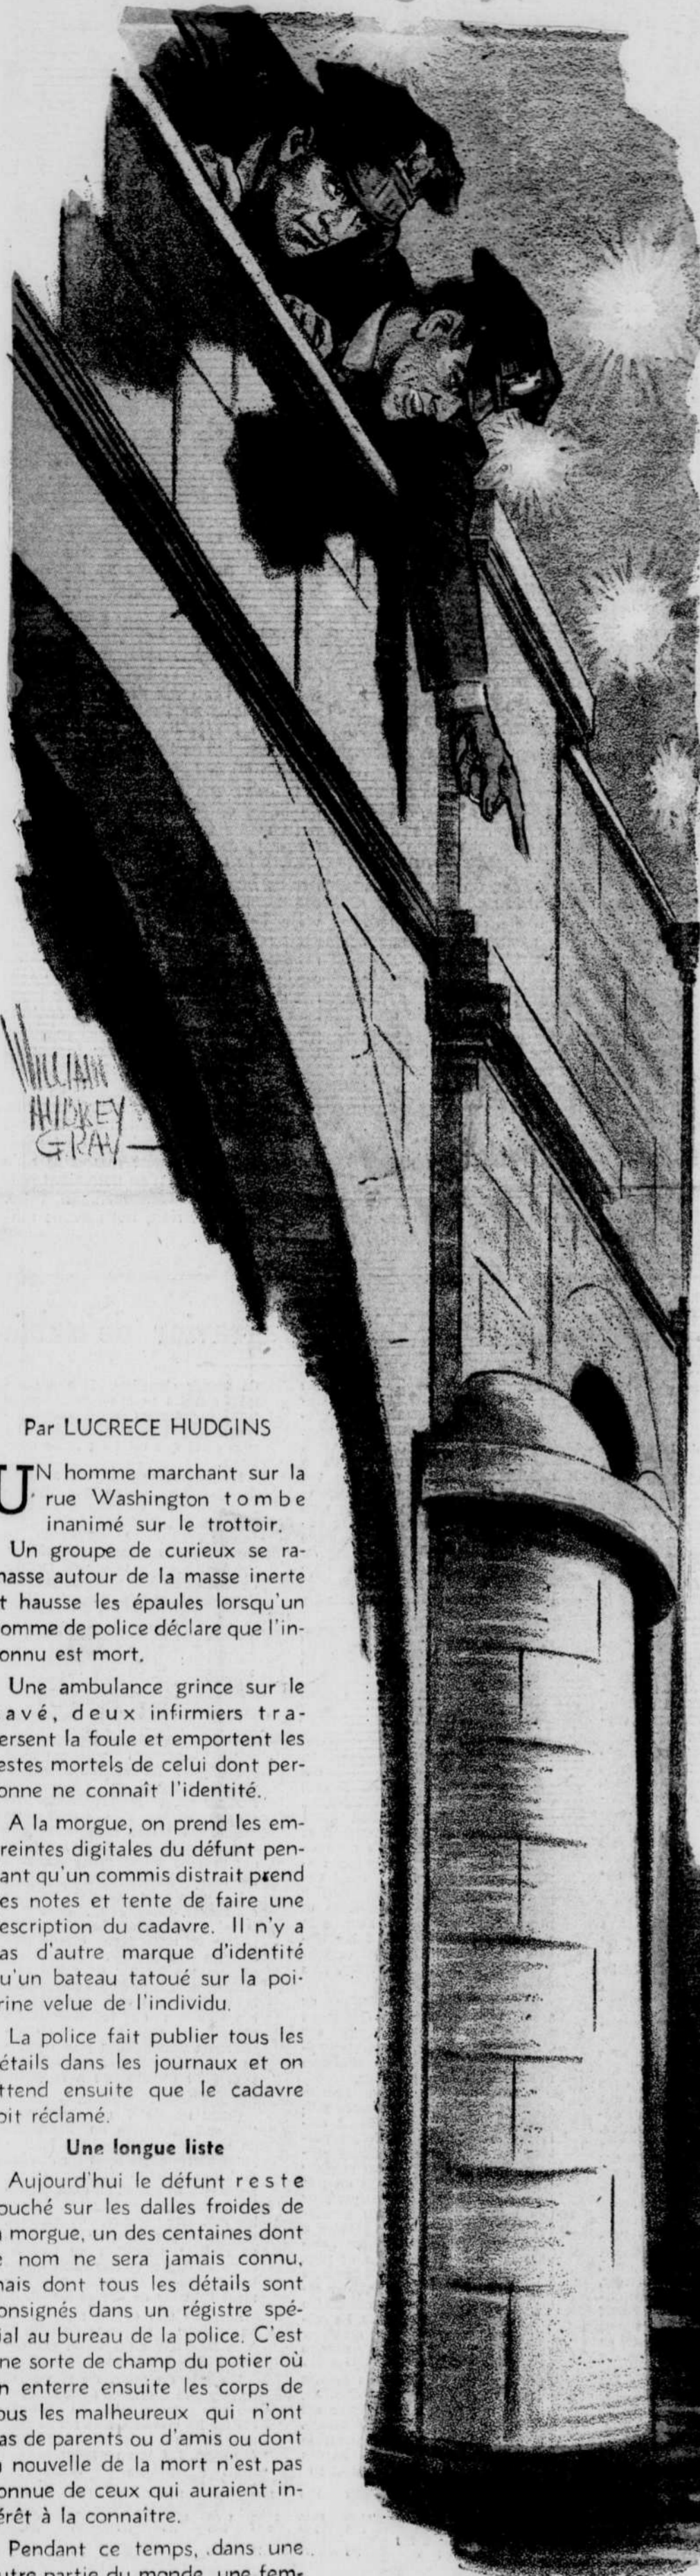 WILLIAM
AUBREY
GRAY
Par LUCRECE HUDGINS
UN homme marchant sur la
rue Washington tombe
inanimé sur le trottoir.
Un groupe de curieux se ra-
masse autour de la masse inerte
t hausse les épaules lorsqu'un
omme de police déclare que l'in-
onnu est mort.
Une ambulance grince sur le
avé, deux infirmiers tra-
ersent la foule et emportent les
estes mortels de celui dont per-
onne ne connaît l'identité.
A la morgue, on prend les em-
reintes digitales du défunt pen-
ant qu'un commis distrait prend
es notes et tente de faire une
escription du cadavre. Il n'y a
as d'autre marque d'identité
u'un bateau tatoué sur la poi-
rine velue de l'individu.
La police fait publier tous les
étails dans les journaux et on
ttend ensuite que le cadavre
oit réclamé.
Une longue liste
Aujourd'hui le défunt reste
ouché sur les dalles froides de
a morgue, un des centaines dont
e nom ne sera jamais connu,
nais dont tous les détails sont
onsignés dans un régistre spé-
ial au bureau de la police. C'est
ne sorte de champ du potier où
n enterre ensuite les corps de
ous les malheureux qui n'ont
as de parents ou d'amis ou dont
a nouvelle de la mort n'est pas
onnue de ceux qui auraient in-
érêt à la connaître.
Pendant ce temps, dans une
utre partie du monde, une fem-